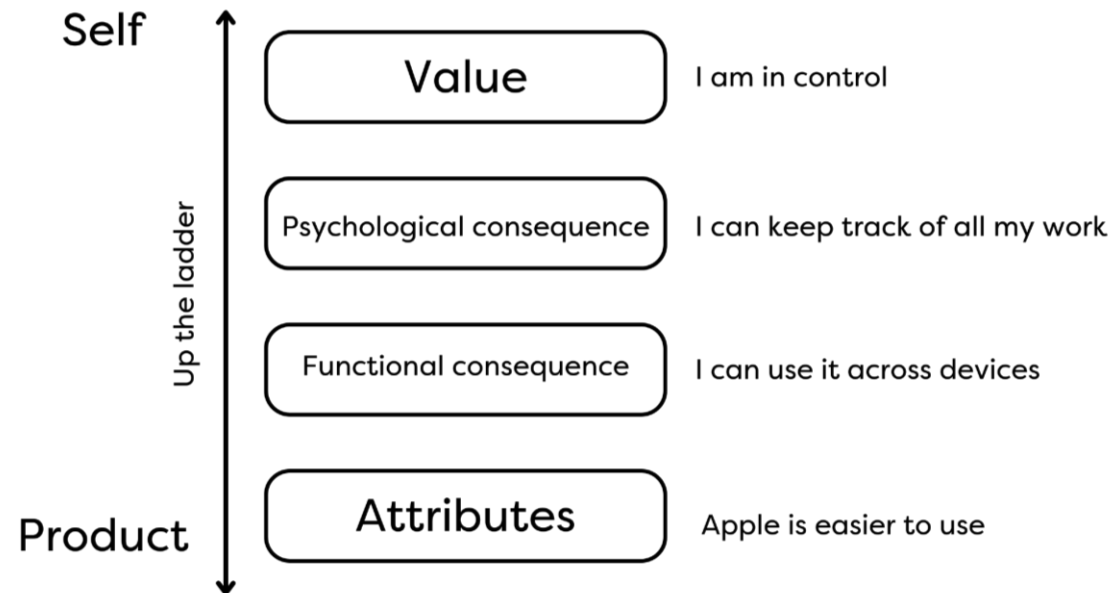 Self
Value
I am in control
Psychological consequence
I can keep track of all my work
Up the ladder
Functional consequence
I can use it across devices
Product
Attributes
Apple is easier to use